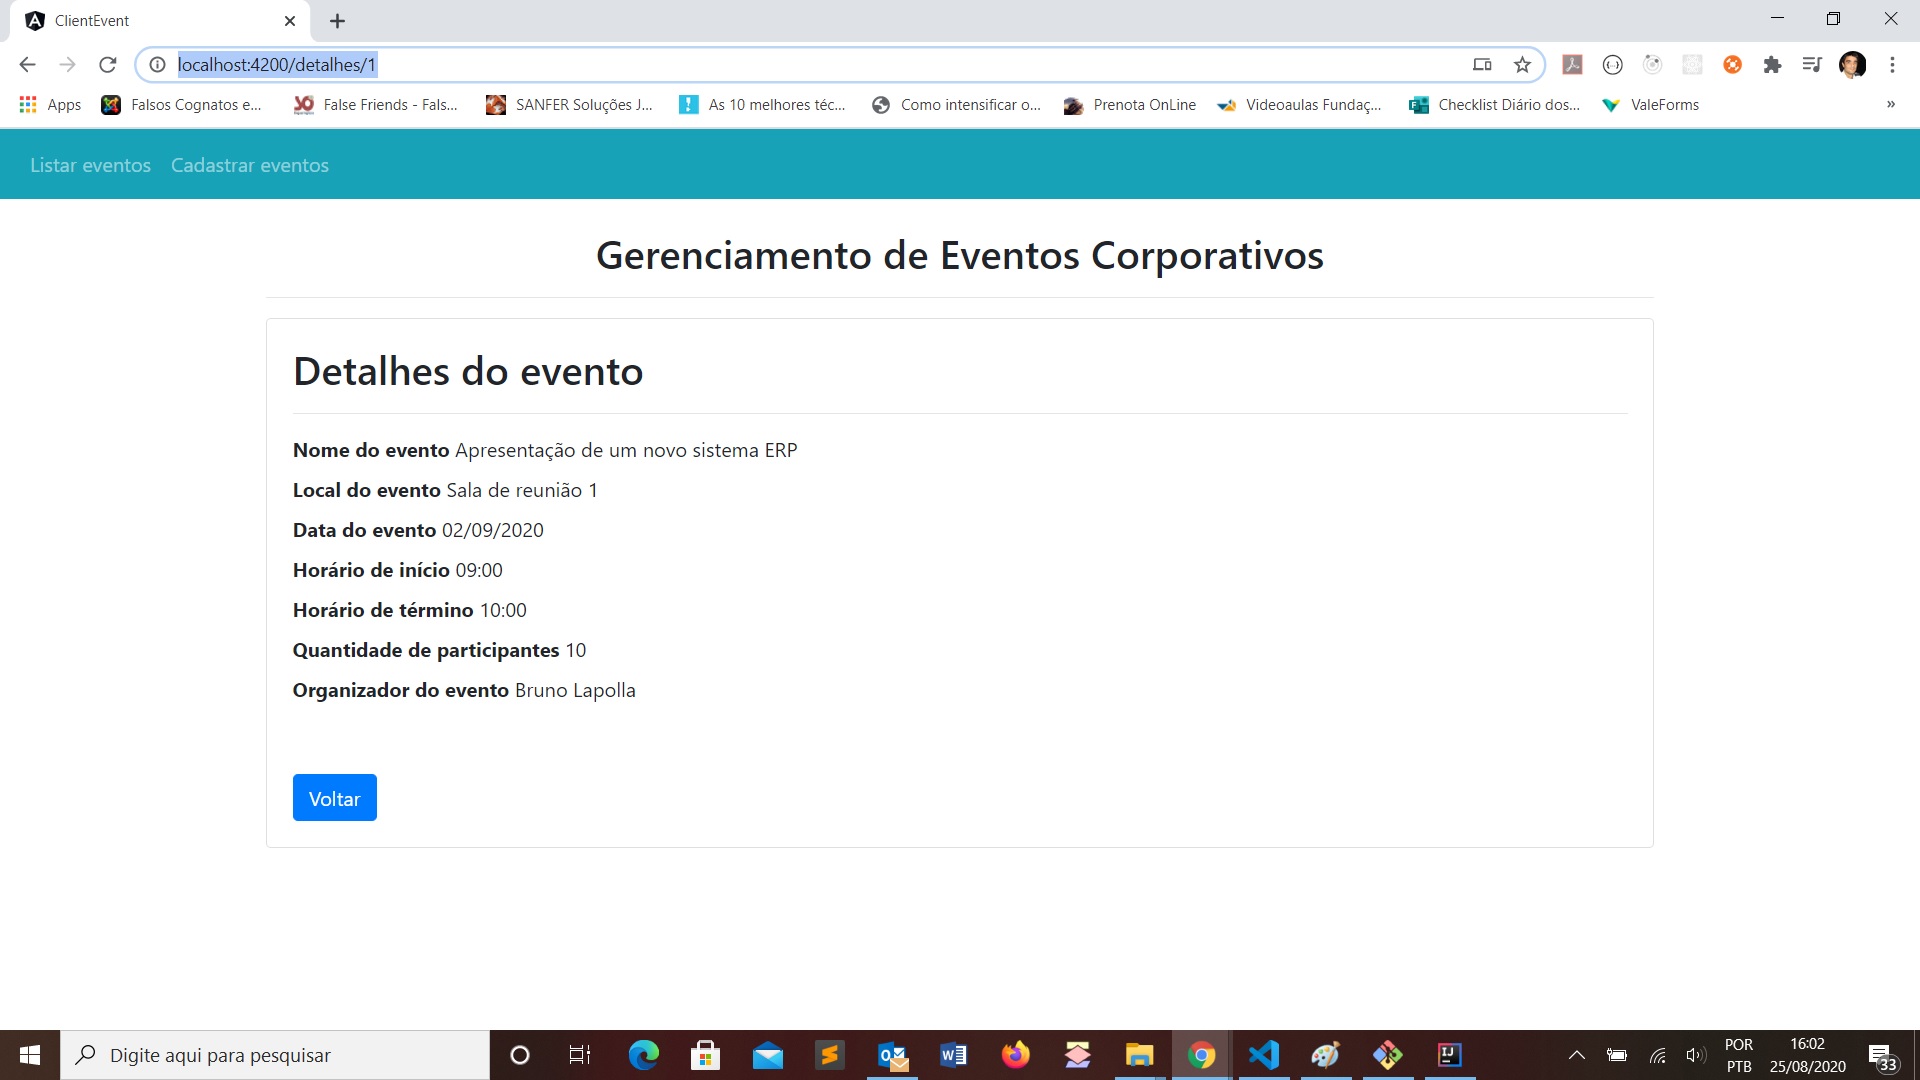 ClientEvent
localhost:4200/detalhes/1
Apps Falsos Cognatos e... False Friends - Fals... SANFER Soluções J... As 10 melhores téc... Como intensificar o... Prenota OnLine Videoaulas Fundaç... Checklist Diário dos... ValeForms »
Listar eventos Cadastrar eventos
Gerenciamento de Eventos Corporativos
Detalhes do evento
Nome do evento Apresentação de um novo sistema ERP
Local do evento Sala de reunião 1
Data do evento 02/09/2020
Horário de início 09:00
Horário de término 10:00
Quantidade de participantes 10
Organizador do evento Bruno Lapolla
Voltar
Digite aqui para pesquisar
POR
PTB
16:02
25/08/2020
33